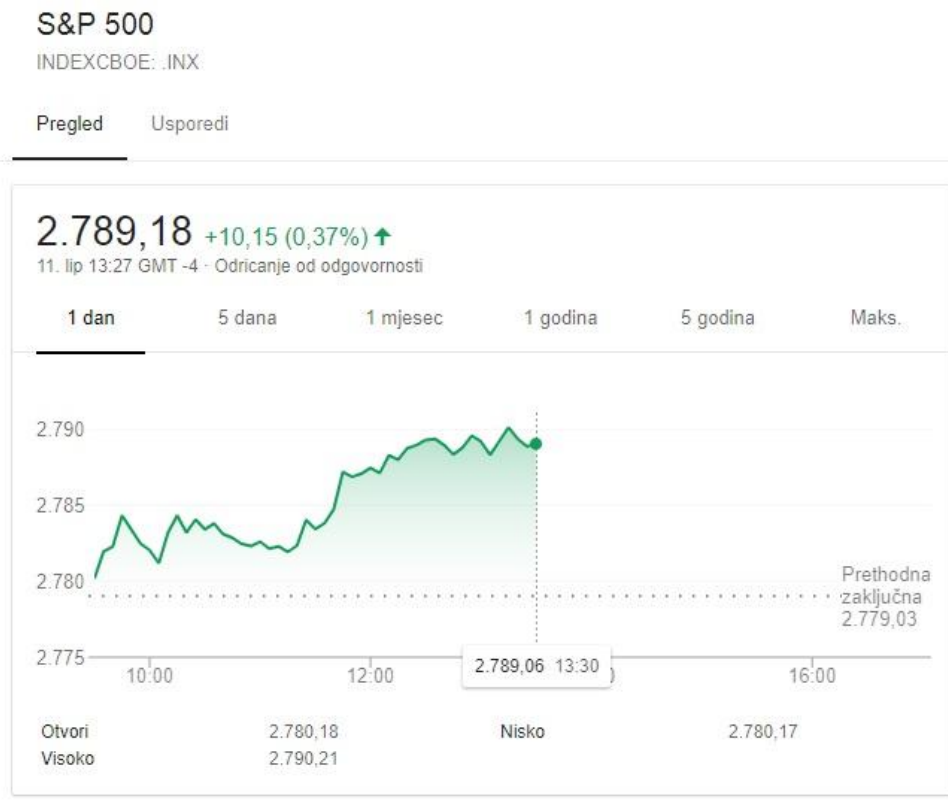 S&P 500
INDEXCBOE: .INX
Pregled Usporedi
2.789,18 +10,15 (0,37%)
11. lip 13:27 GMT -4 · Odricanje od odgovornosti
1 dan 5 dana 1 mjesec 1 godina 5 godina Maks.
2.790
2.785
2.780
Prethodna
zaključna
2.779,03
2.775
10:00 12:00 2.789,06 13:30 16:00
Otvori 2.780,18 Nisko 2.780,17
Visoko 2.790,21